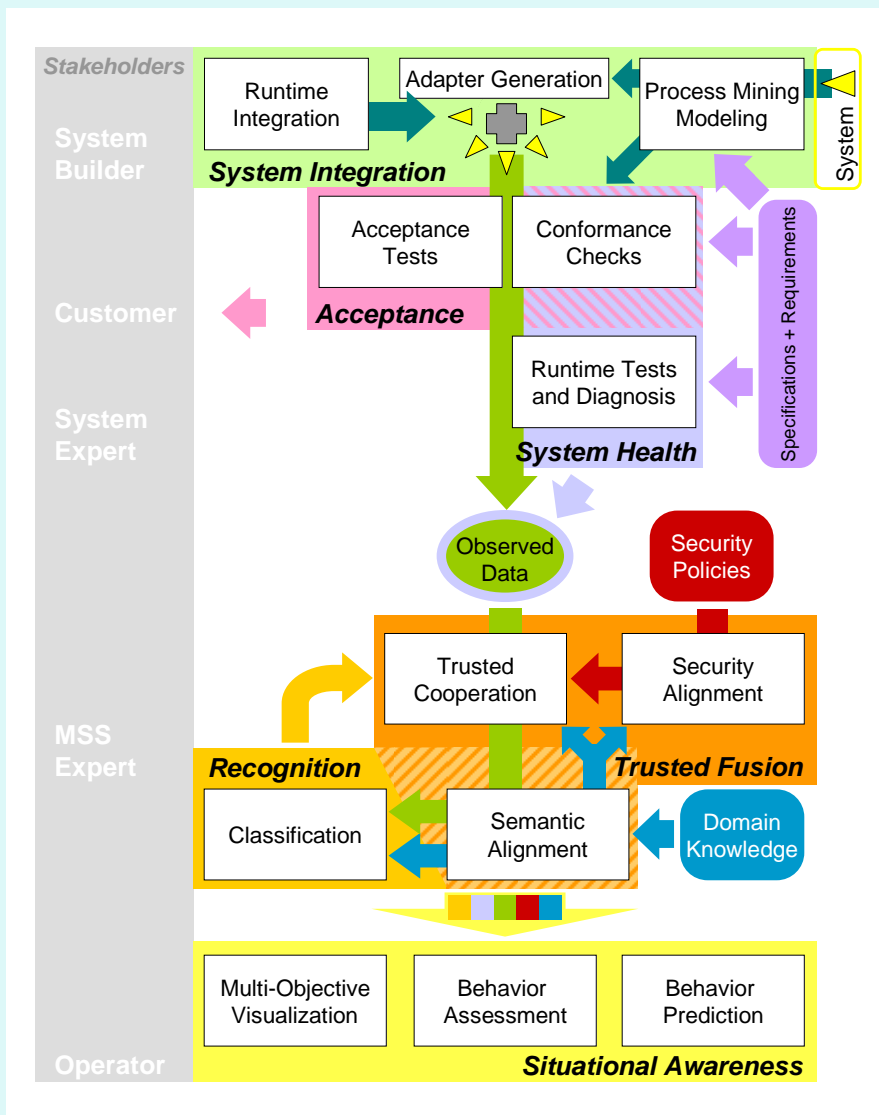 Stakeholders
System
Builder
Runtime
Integration
Adapter Generation
Process Mining
Modeling
System
System Integration
Acceptance
Tests
Conformance
Checks
Specifications + Requirements
Customer
Acceptance
Runtime Tests
and Diagnosis
System
Expert
System Health
Observed
Data
Security
Policies
Trusted
Cooperation
Security
Alignment
MSS
Expert
Recognition
Trusted Fusion
Classification
Semantic
Alignment
Domain
Knowledge
Multi-Objective
Visualization
Behavior
Assessment
Behavior
Prediction
Operator
Situational Awareness